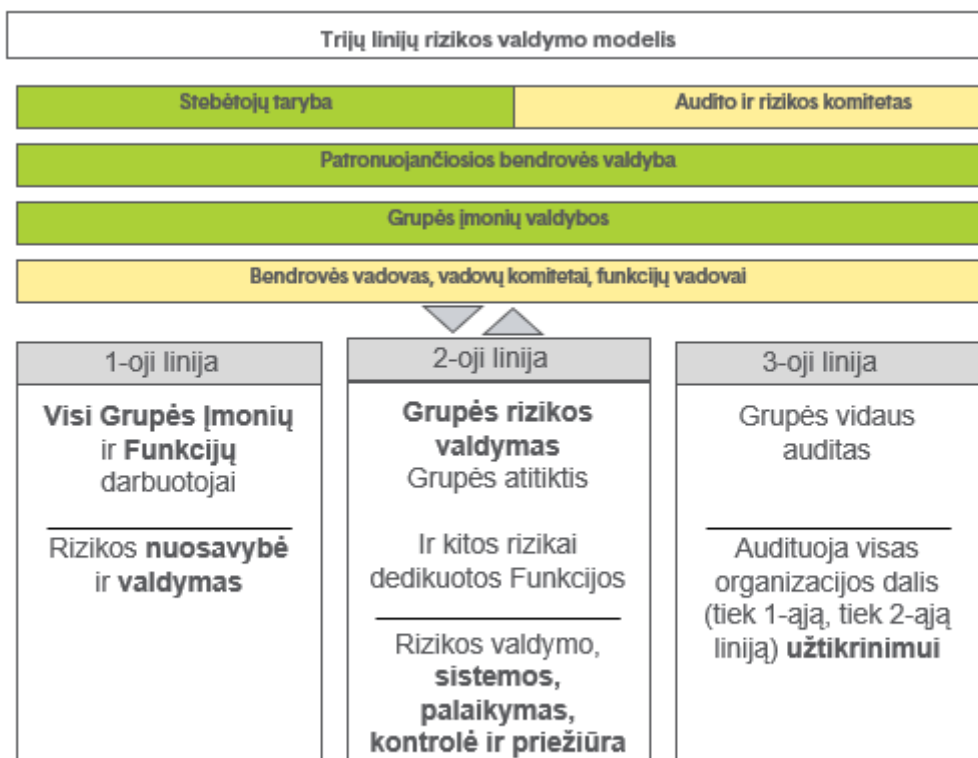 Trijų linijų rizikos valdymo modelis
Stebėtojų taryba
Audito ir rizikos komitetas
Patronuojančiosios bendrovės valdyba
Grupės įmonių valdybos
Bendrovės vadovas, vadovų komitetai, funkcijų vadovai
1-oji linija
Visi Grupės Įmonių
ir Funkcijų
darbuotojai
Rizikos nuosavybė
ir valdymas
2-oji linija
Grupės rizikos
valdymas
Grupės atitiktis
Ir kitos rizikai
dedikuotos Funkcijos
Rizikos valdymo,
sistemos,
palaikymas,
kontrolė ir priežiūra
3-oji linija
Grupės vidaus
auditas
Audituoja visas
organizacijos dalis
(tiek 1-ąją, tiek 2-ąją
liniją) užtikrinimui